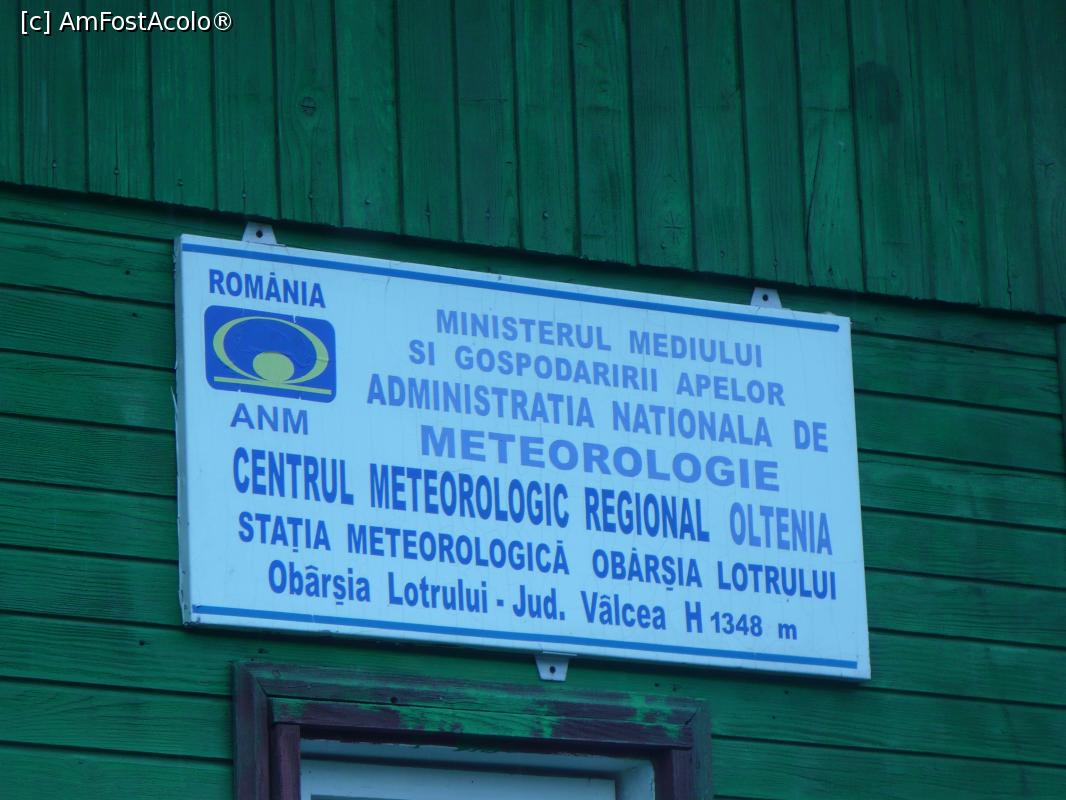 [c] AmFostAcolo®
ROMÂNIA
ANM
MINISTERUL MEDIULUI
SI GOSPODARIRII APELOR
ADMINISTRATIA NATIONALA DE
METEOROLOGIE
CENTRUL METEOROLOGIC REGIONAL OLTENIA
STAȚIA METEOROLOGICĂ OBÂRȘIA LOTRULUI
Obârșia Lotrului - Jud. Vâlcea H 1348 m